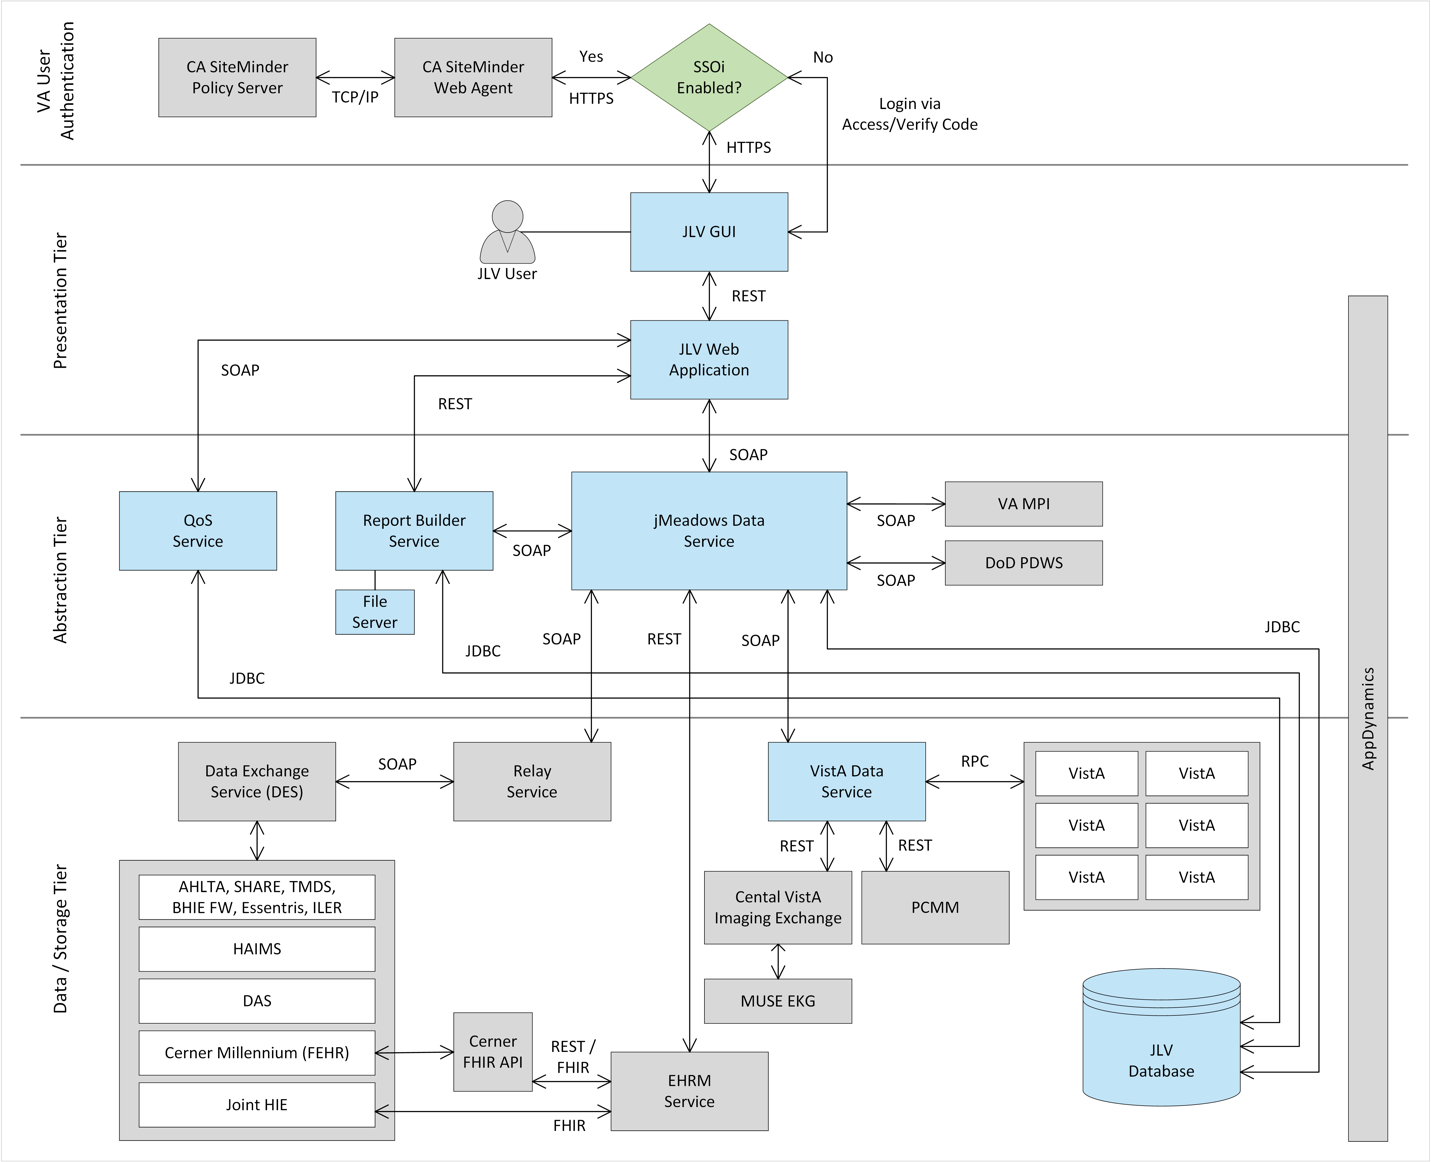 VA User
Authentication
CA SiteMinder
Policy Server
TCP/IP
CA SiteMinder
Web Agent
Yes
HTTPS
SSOi
Enabled?
No
Login via
Access/Verify Code
HTTPS
Presentation Tier
JLV User
JLV GUI
REST
JLV Web
Application
SOAP
REST
SOAP
Abstraction Tier
QoS
Service
Report Builder
Service
SOAP
jMeadows Data
Service
SOAP
VA MPI
SOAP
DoD PDWS
File
Server
JDBC
JDBC
SOAP
REST
SOAP
JDBC
AppDynamics
Data / Storage Tier
Data Exchange
Service (DES)
SOAP
Relay
Service
VistA Data
Service
RPC
VistA
VistA
VistA
VistA
VistA
VistA
REST
REST
Cental VistA
Imaging Exchange
PCMM
MUSE EKG
AHLTA, SHARE, TMDS,
BHIE FW, Essentris, ILER
HAIMS
DAS
Cerner Millennium (FEHR)
Joint HIE
Cerner
FHIR API
REST /
FHIR
FHIR
EHRM
Service
JLV
Database